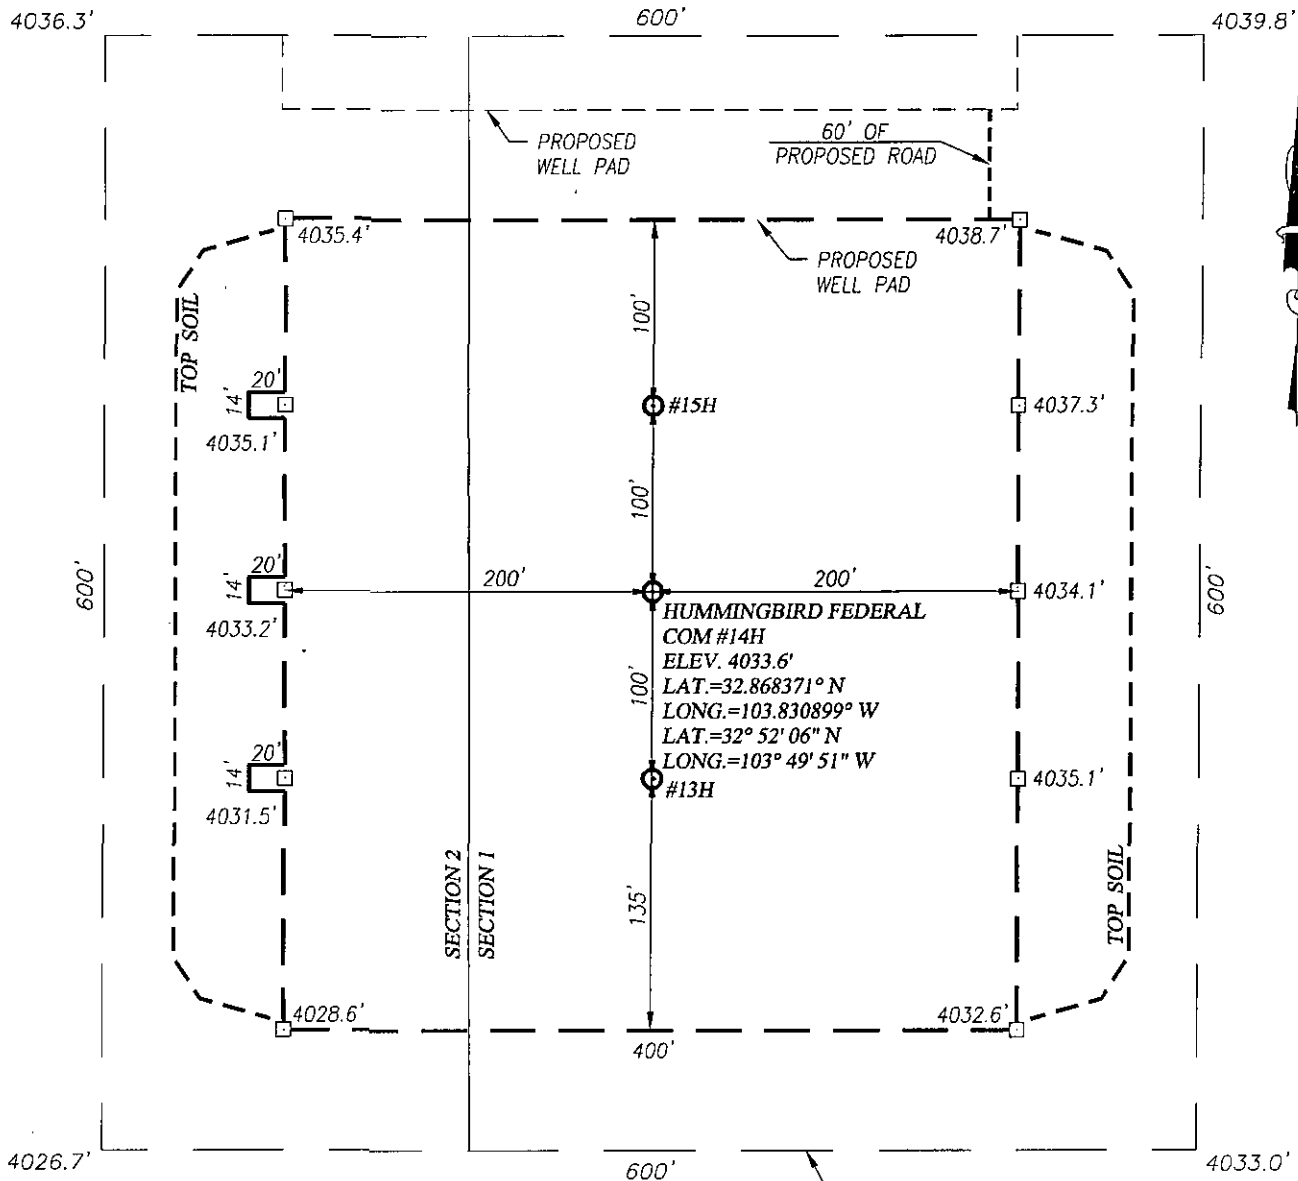 4036.3'
600'
4039.8'
PROPOSED
WELL PAD
60' OF
PROPOSED ROAD
4035.4'
4038.7'
PROPOSED
WELL PAD
TOP SOIL
100'
20'
14'
4035.1'
#15H
4037.3'
100'
600'
20'
14'
4033.2'
200'
200'
4034.1'
600'
HUMMINGBIRD FEDERAL
COM #14H
ELEV. 4033.6'
LAT.=32.868371° N
LONG.=103.830899° W
LAT.=32° 52' 06" N
LONG.=103° 49' 51" W
100'
20'
14'
4031.5'
#13H
4035.1'
SECTION 2
SECTION 1
135'
TOP SOIL
4028.6'
4032.6'
400'
4026.7'
600'
4033.0'